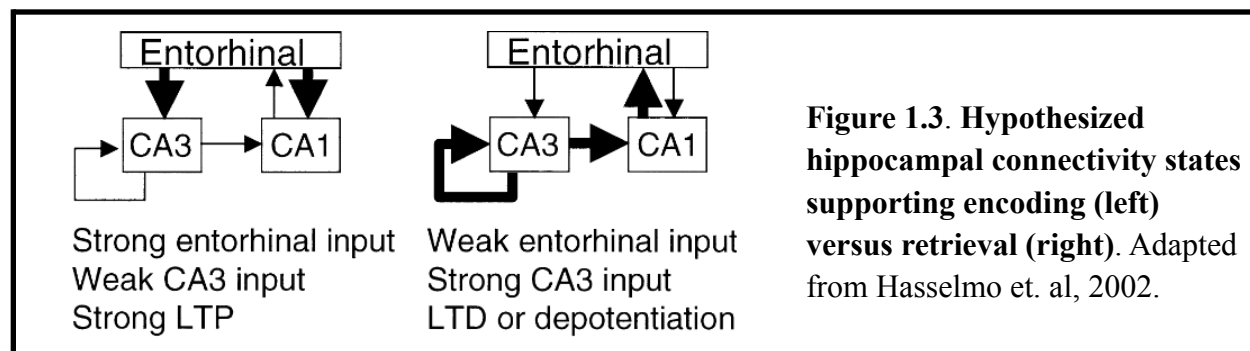 Entorhinal
CA3
CA1
Strong entorhinal input
Weak CA3 input
Strong LTP
Entorhinal
CA3
CA1
Weak entorhinal input
Strong CA3 input
LTD or depotentiation
Figure 1.3. Hypothesized
hippocampal connectivity states
supporting encoding (left)
versus retrieval (right). Adapted
from Hasselmo et. al, 2002.